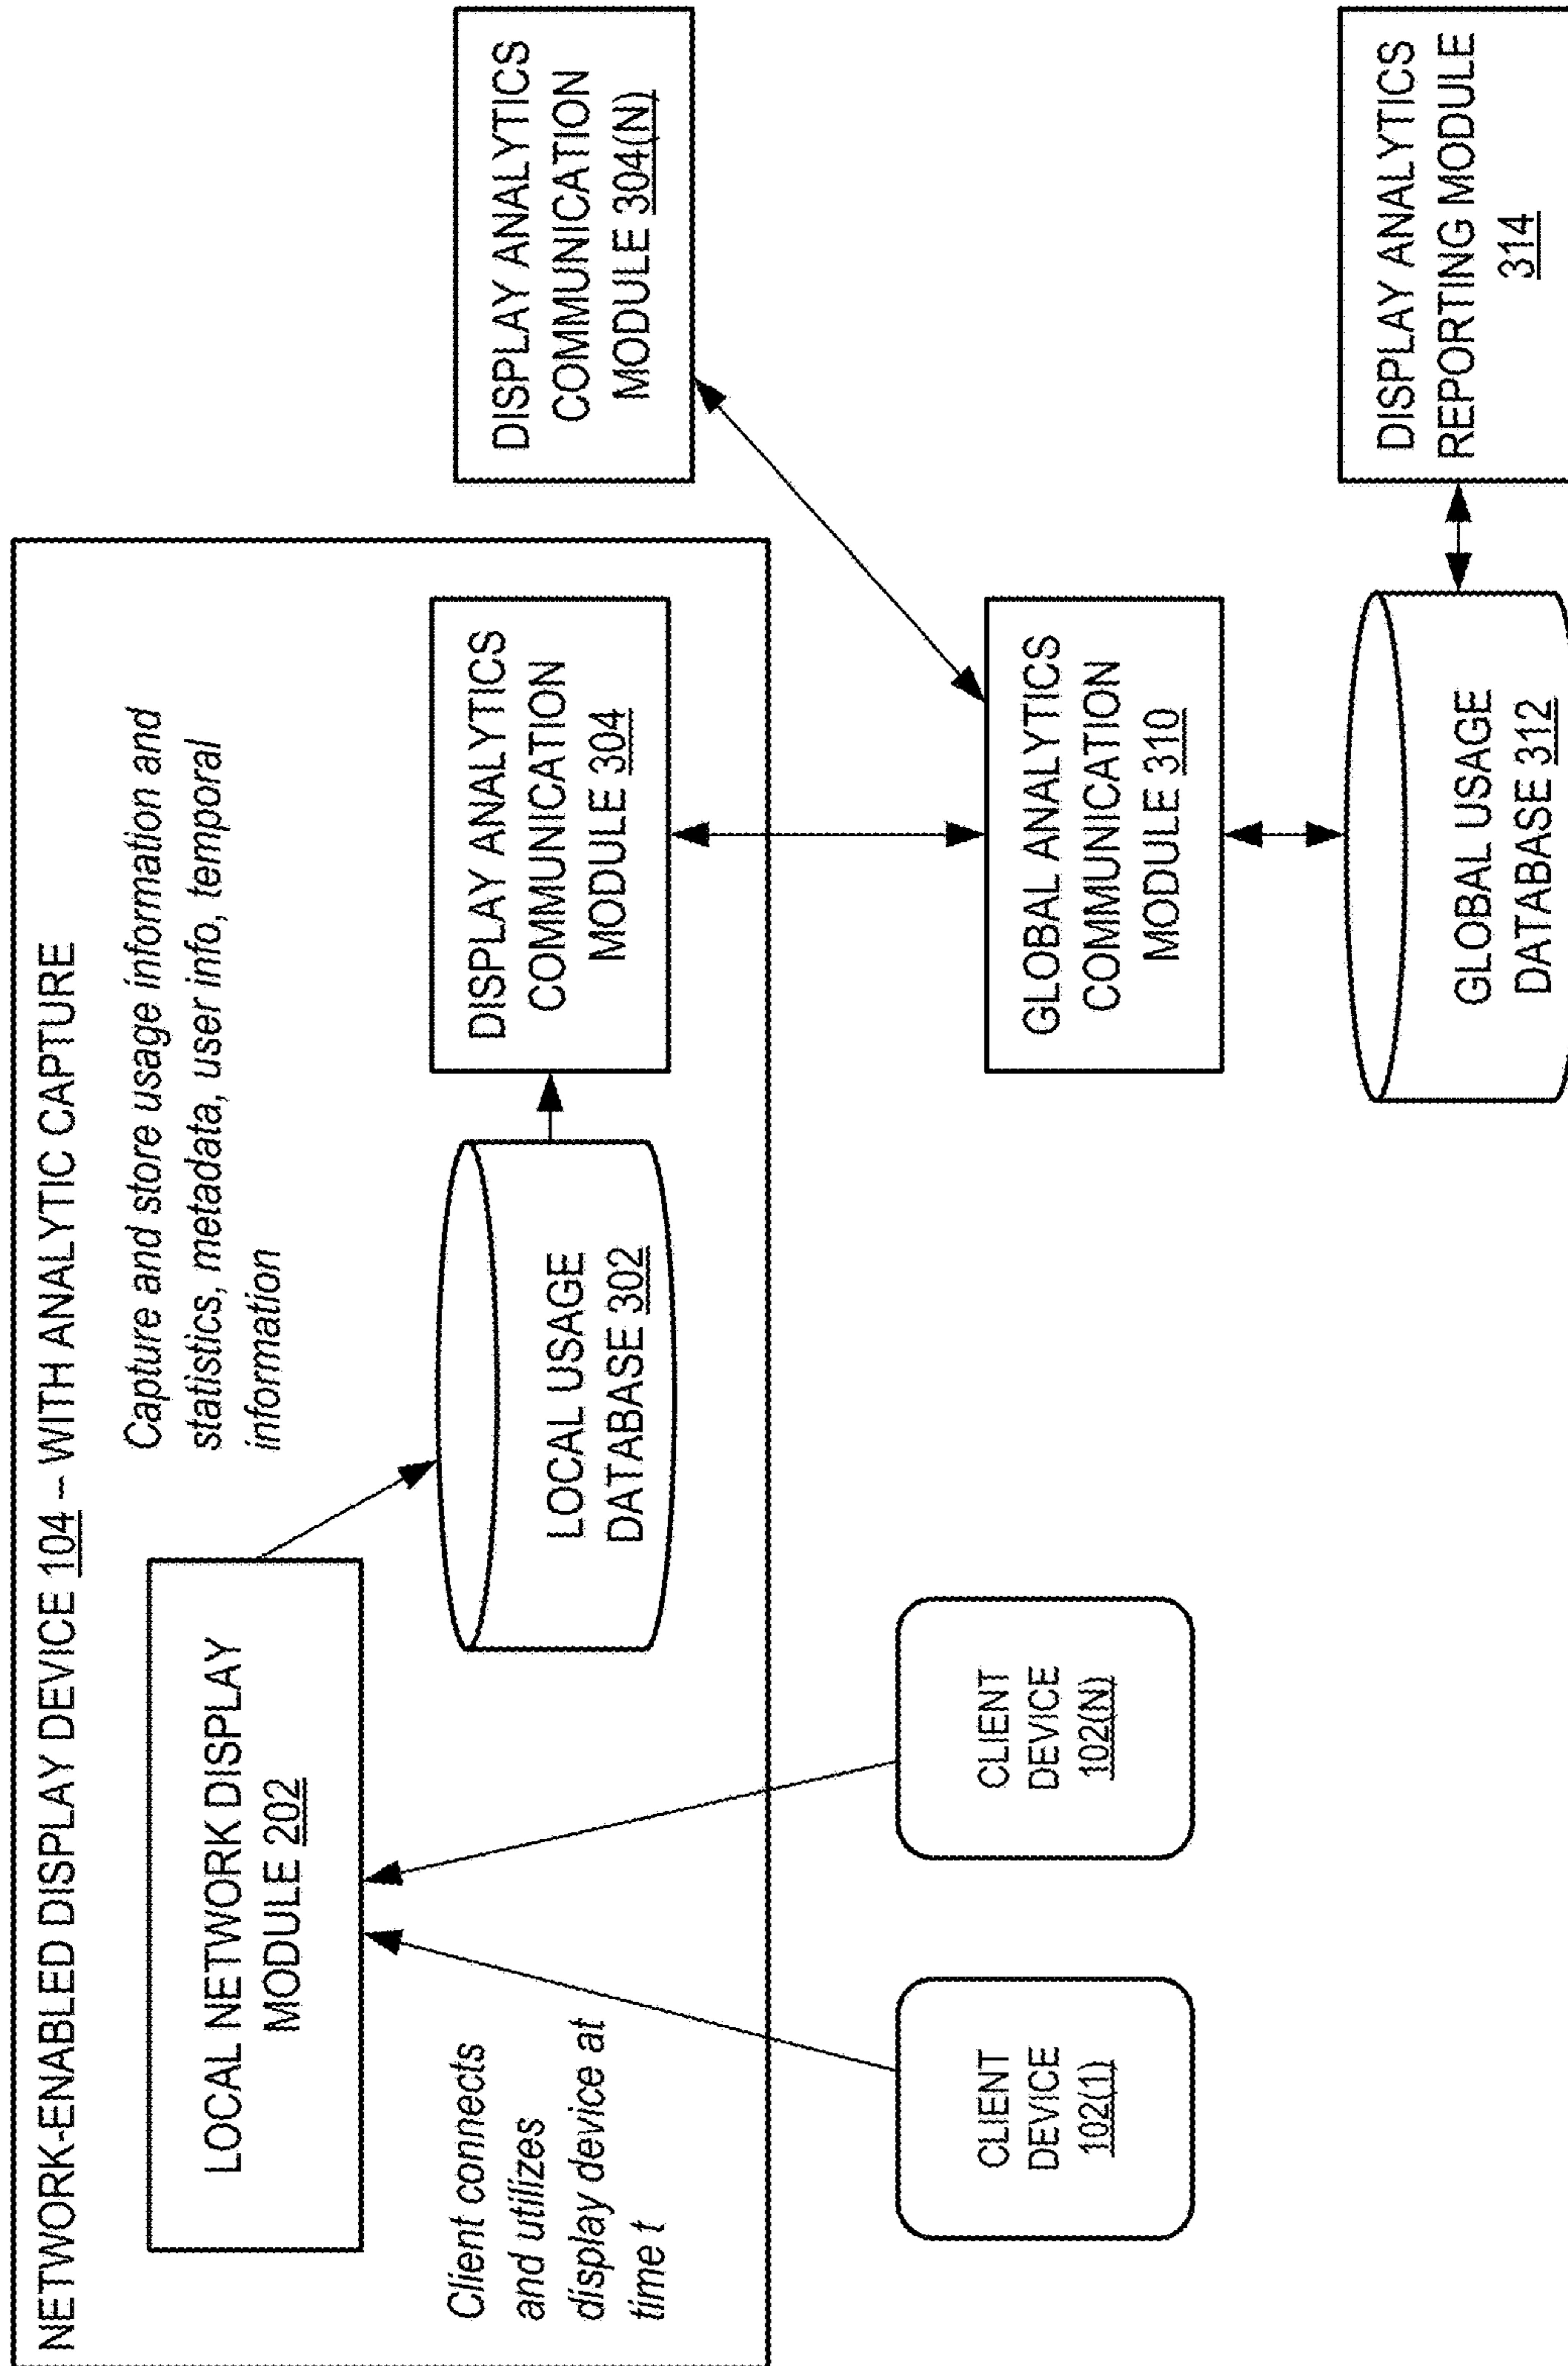 NETWORK-ENABLED DISPLAY DEVICE 104 – WITH ANALYTIC CAPTURE
LOCAL NETWORK DISPLAY
MODULE 202
Capture and store usage information and
statistics, metadata, user info, temporal
information
Client connects
and utilizes
display device at
time t
LOCAL USAGE
DATABASE 302
DISPLAY ANALYTICS
COMMUNICATION
MODULE 304
DISPLAY ANALYTICS
COMMUNICATION
MODULE 304(N)
CLIENT
DEVICE
102(1)
CLIENT
DEVICE
102(N)
GLOBAL ANALYTICS
COMMUNICATION
MODULE 310
GLOBAL USAGE
DATABASE 312
DISPLAY ANALYTICS
REPORTING MODULE
314